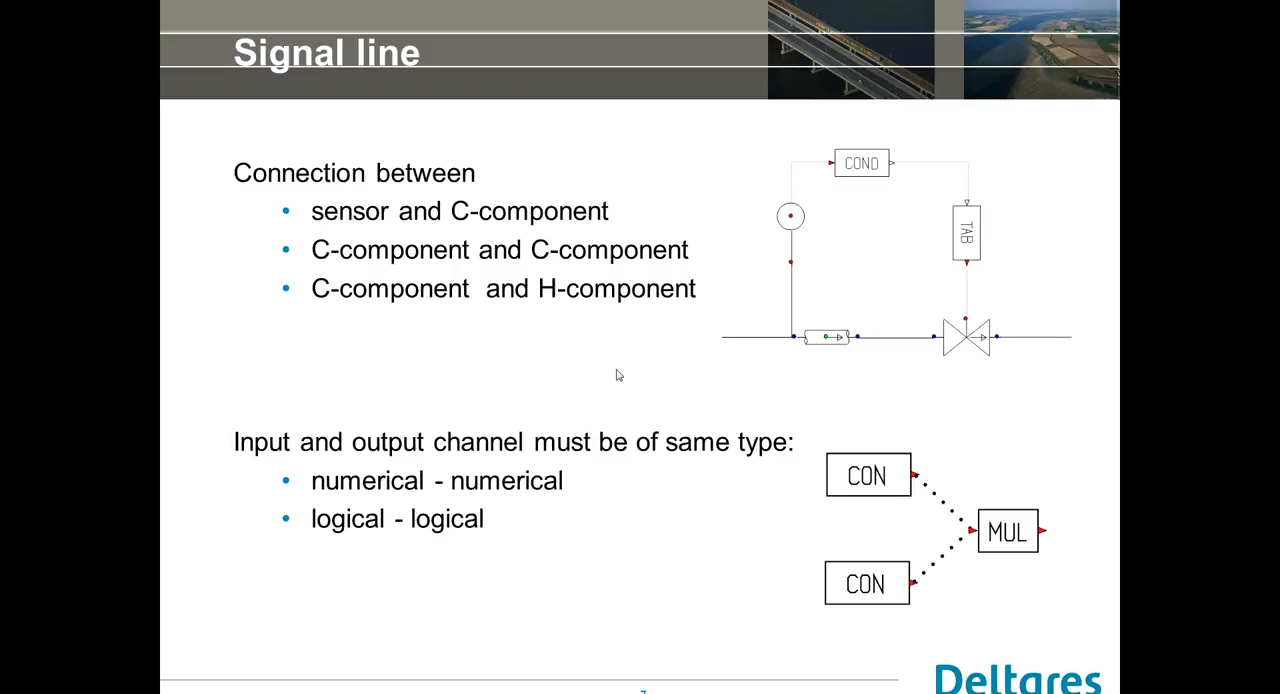 Signal line
Connection between
• sensor and C-component
• C-component and C-component
• C-component and H-component
COND
TAB
Input and output channel must be of same type:
• numerical - numerical
• logical - logical
CON
MUL
CON
Deltares